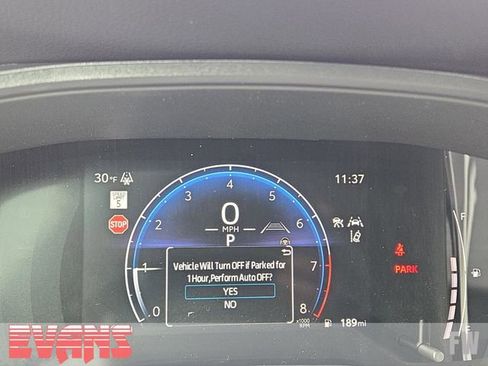 30°F
11:37
SPEED
LIMIT
5
STOP
0 1 2 3 4 5 6 7 8
0
MPH
P
Vehicle Will Turn OFF if Parked for
1 Hour,Perform Auto OFF?
YES
NO
x1000
RPM
189mi
PARK
F
E
EVANS
FW